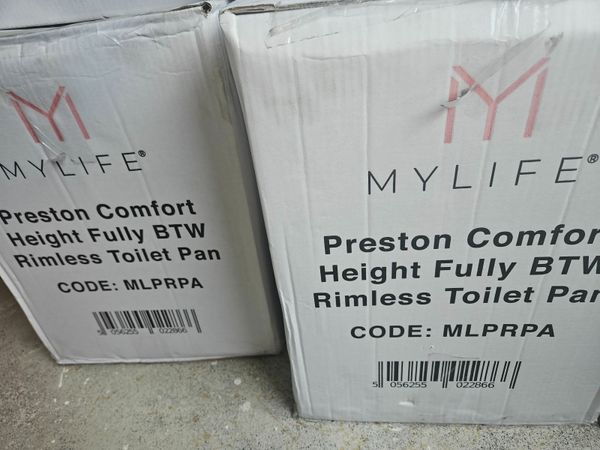 MYLIFE®
Preston Comfort
Height Fully BTW
Rimless Toilet Pan
CODE: MLPRPA
5 056255 022866
MYLIFE®
Preston Comfor
Height Fully BTW
Rimless Toilet Pan
CODE: MLPRPA
5 056255 022866